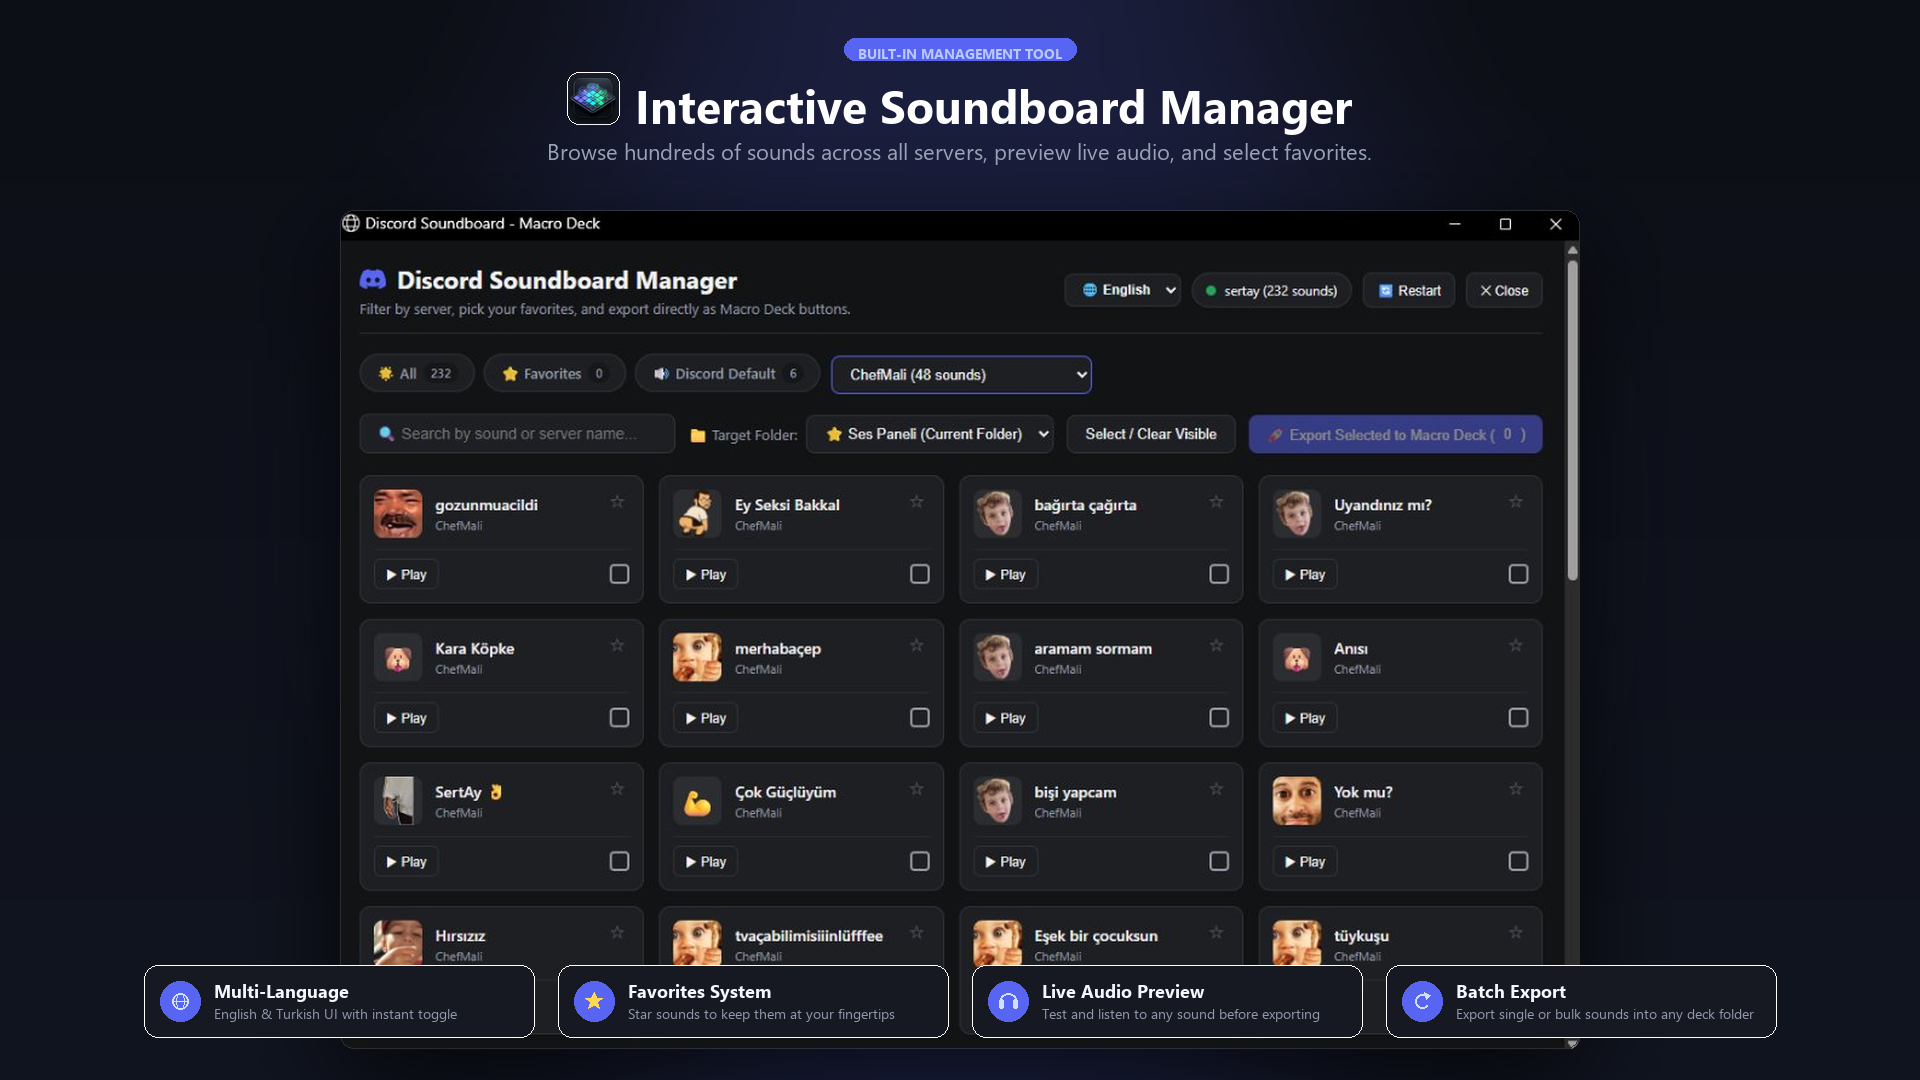 BUILT-IN MANAGEMENT TOOL
Interactive Soundboard Manager
Browse hundreds of sounds across all servers, preview live audio, and select favorites.
Discord Soundboard - Macro Deck
Discord Soundboard Manager
Filter by server, pick your favorites, and export directly as Macro Deck buttons.
English
sertay (232 sounds)
Restart
Close
All 232
Favorites 0
Discord Default 6
ChefMali (48 sounds)
Search by sound or server name...
Target Folder:
Ses Paneli (Current Folder)
Select / Clear Visible
Export Selected to Macro Deck ( 0 )
gozunmuacildi
ChefMali
Play
Ey Seksi Bakkal
ChefMali
Play
bağırta çağırta
ChefMali
Play
Uyandınız mı?
ChefMali
Play
Kara Köpke
ChefMali
Play
merhabaçep
ChefMali
Play
aramam sormam
ChefMali
Play
Anısı
ChefMali
Play
SertAy 👌
ChefMali
Play
Çok Güçlüyüm
ChefMali
Play
bişi yapcam
ChefMali
Play
Yok mu?
ChefMali
Play
Hırsızız
ChefMali
tvaçabilimisiiinlüfffee
ChefMali
Eşek bir çocuksun
ChefMali
tüykuşu
ChefMali
Multi-Language
English & Turkish UI with instant toggle
Favorites System
Star sounds to keep them at your fingertips
Live Audio Preview
Test and listen to any sound before exporting
Batch Export
Export single or bulk sounds into any deck folder